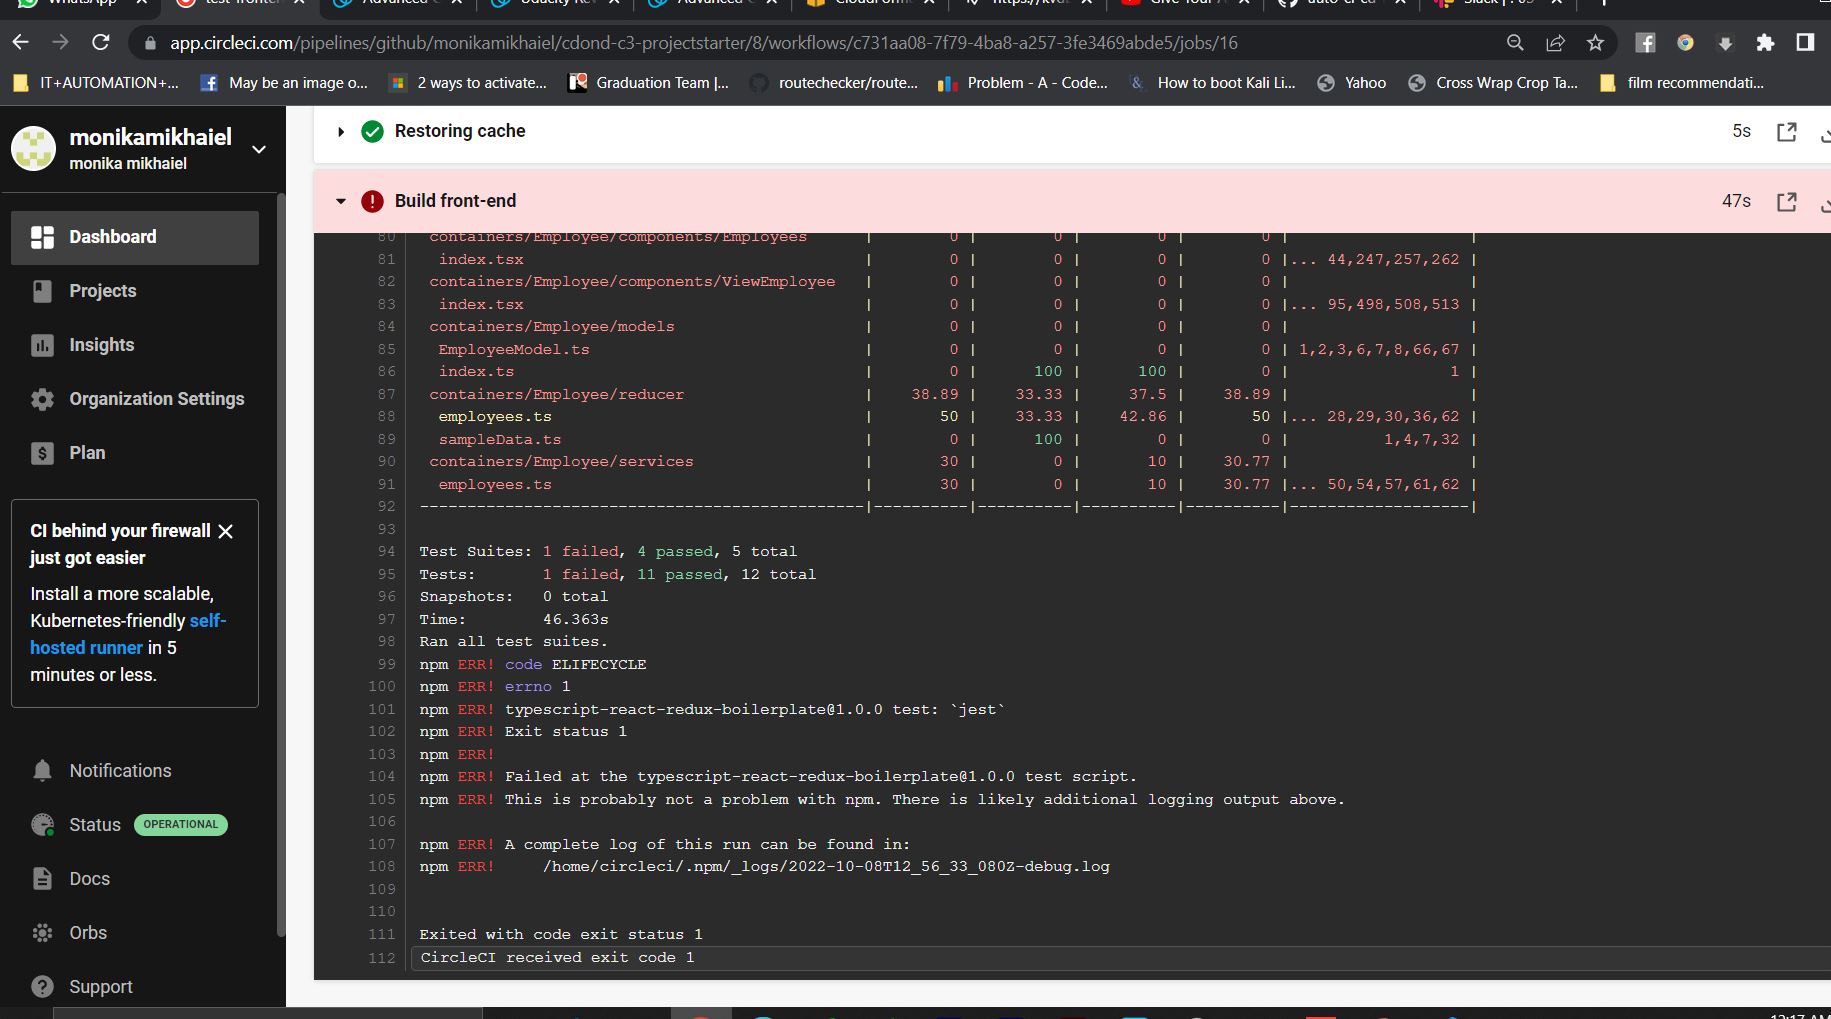 WhatsApp
app.circleci.com/pipelines/github/monikamikhaiel/cdond-c3-projectstarter/8/workflows/c731aa08-7f79-4ba8-a257-3fe3469abde5/jobs/16
IT+AUTOMATION+... May be an image o... 2 ways to activate... Graduation Team |... routechecker/route... Problem - A - Code... How to boot Kali Li... Yahoo Cross Wrap Crop Ta... film recommendati...
monikamikhaiel
monika mikhaiel
Dashboard
Projects
Insights
Organization Settings
Plan
CI behind your firewall
just got easier
Install a more scalable,
Kubernetes-friendly self-
hosted runner in 5
minutes or less.
Notifications
Status OPERATIONAL
Docs
Orbs
Support
Restoring cache 5s
Build front-end 47s
80 containers/Employee/components/Employees | 0 | 0 | 0 | 0 | |
81 index.tsx | 0 | 0 | 0 | 0 |... 44,247,257,262 |
82 containers/Employee/components/ViewEmployee | 0 | 0 | 0 | 0 | |
83 index.tsx | 0 | 0 | 0 | 0 |... 95,498,508,513 |
84 containers/Employee/models | 0 | 0 | 0 | 0 | |
85 EmployeeModel.ts | 0 | 0 | 0 | 0 | 1,2,3,6,7,8,66,67 |
86 index.ts | 0 | 100 | 100 | 0 | 1 |
87 containers/Employee/reducer | 38.89 | 33.33 | 37.5 | 38.89 | |
88 employees.ts | 50 | 33.33 | 42.86 | 50 |... 28,29,30,36,62 |
89 sampleData.ts | 0 | 100 | 0 | 0 | 1,4,7,32 |
90 containers/Employee/services | 30 | 0 | 10 | 30.77 | |
91 employees.ts | 30 | 0 | 10 | 30.77 |... 50,54,57,61,62 |
92 -----------------------------------------------|----------|----------|----------|----------|-------------------|
93
94 Test Suites: 1 failed, 4 passed, 5 total
95 Tests: 1 failed, 11 passed, 12 total
96 Snapshots: 0 total
97 Time: 46.363s
98 Ran all test suites.
99 npm ERR! code ELIFECYCLE
100 npm ERR! errno 1
101 npm ERR! typescript-react-redux-boilerplate@1.0.0 test: `jest`
102 npm ERR! Exit status 1
103 npm ERR!
104 npm ERR! Failed at the typescript-react-redux-boilerplate@1.0.0 test script.
105 npm ERR! This is probably not a problem with npm. There is likely additional logging output above.
106
107 npm ERR! A complete log of this run can be found in:
108 npm ERR! /home/circleci/.npm/_logs/2022-10-08T12_56_33_080Z-debug.log
109
110
111 Exited with code exit status 1
112 CircleCI received exit code 1